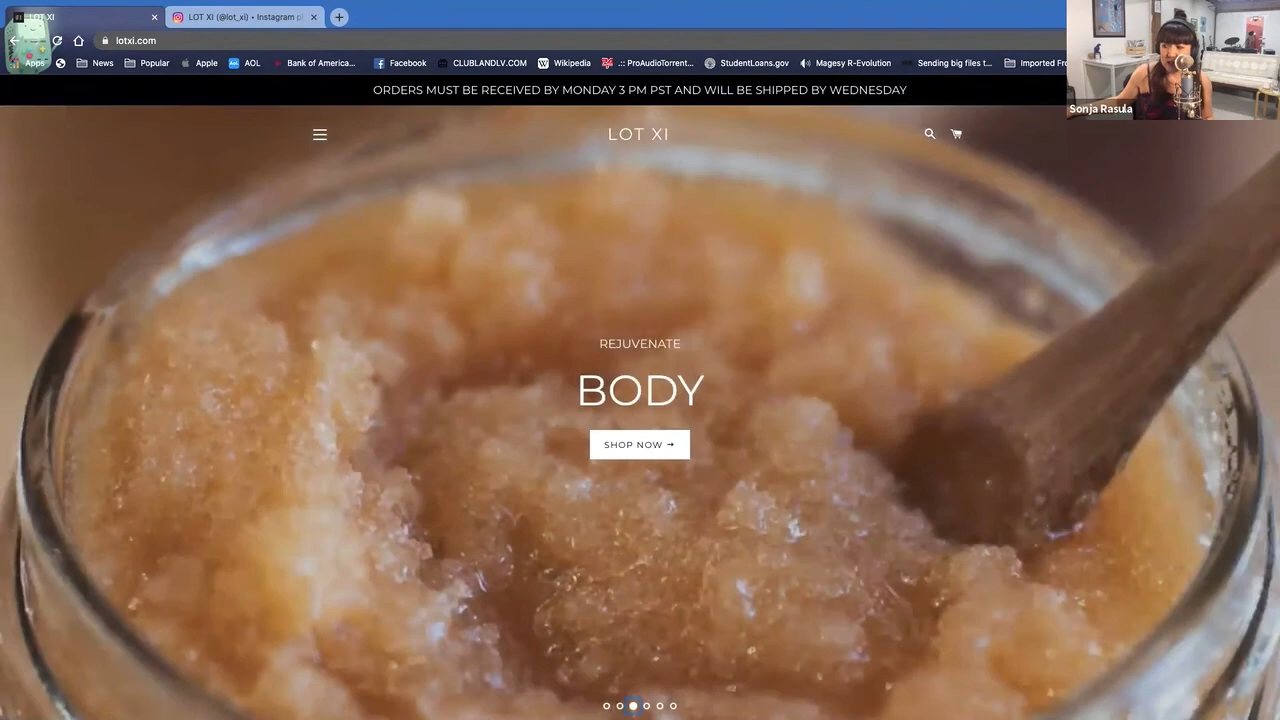 LOT XI
LOT XI (@lot_xi) • Instagram p
lotxi.com
Apps
News
Popular
Apple
Aol.
AOL
Bank of America...
Facebook
CLUBLANDLV.COM
W
Wikipedia
.:: ProAudioTorrent...
StudentLoans.gov
Magesy R-Evolution
Sending big files t...
Imported Fr
Sonja Rasula
ORDERS MUST BE RECEIVED BY MONDAY 3 PM PST AND WILL BE SHIPPED BY WEDNESDAY
LOT XI
REJUVENATE
BODY
SHOP NOW →